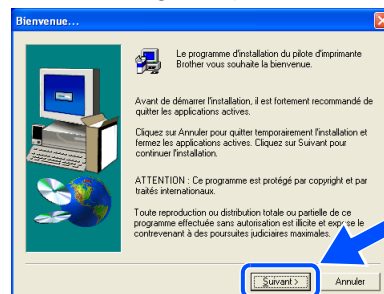 Bienvenue...
Le programme d'installation du pilote d'imprimante
Brother vous souhaite la bienvenue.
Avant de démarrer l'installation, il est fortement recommandé de
quitter les applications actives.
Cliquez sur Annuler pour quitter temporairement l'installation et
fermez les applications actives. Cliquez sur Suivant pour
continuer l'installation.
ATTENTION : Ce programme est protégé par copyright et par
traités internationaux.
Toute reproduction ou distribution totale ou partielle de ce
programme effectuée sans autorisation est illicite et expose le
contrevenant à des poursuites judiciaires maximales.
Suivant >
Annuler